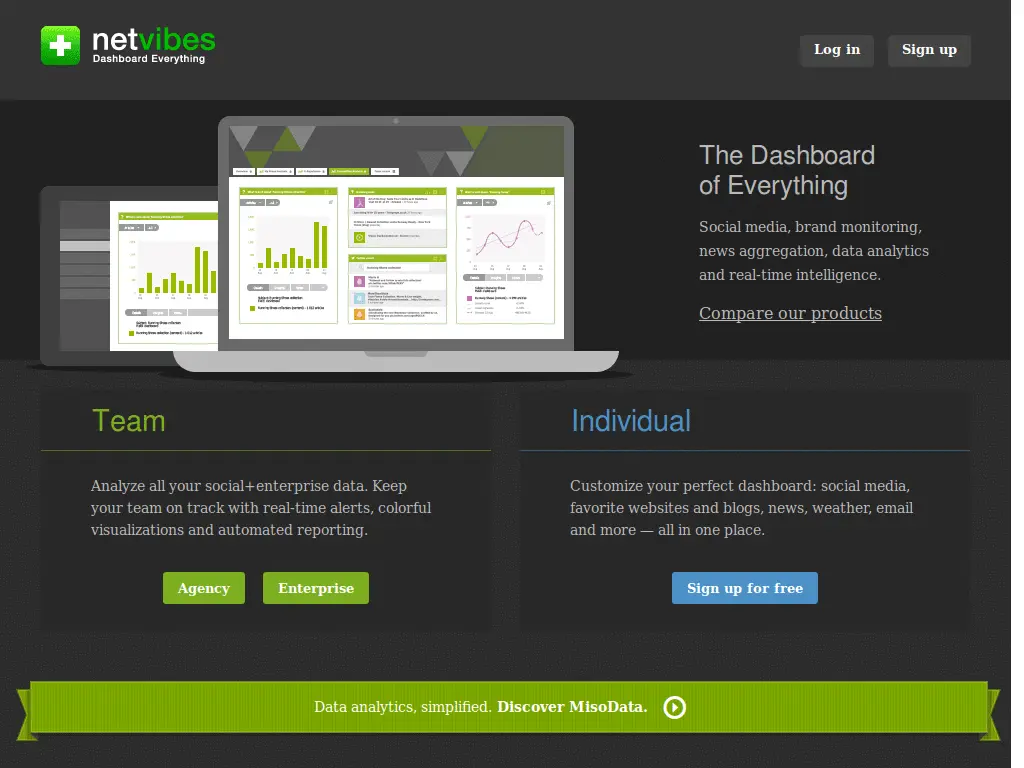 netvibes
Dashboard Everything
Log in
Sign up
The Dashboard
of Everything
Social media, brand monitoring,
news aggregation, data analytics
and real-time intelligence.
Compare our products
Team
Individual
Analyze all your social+enterprise data. Keep
your team on track with real-time alerts, colorful
visualizations and automated reporting.
Customize your perfect dashboard: social media,
favorite websites and blogs, news, weather, email
and more — all in one place.
Agency
Enterprise
Sign up for free
Data analytics, simplified. Discover MisoData.